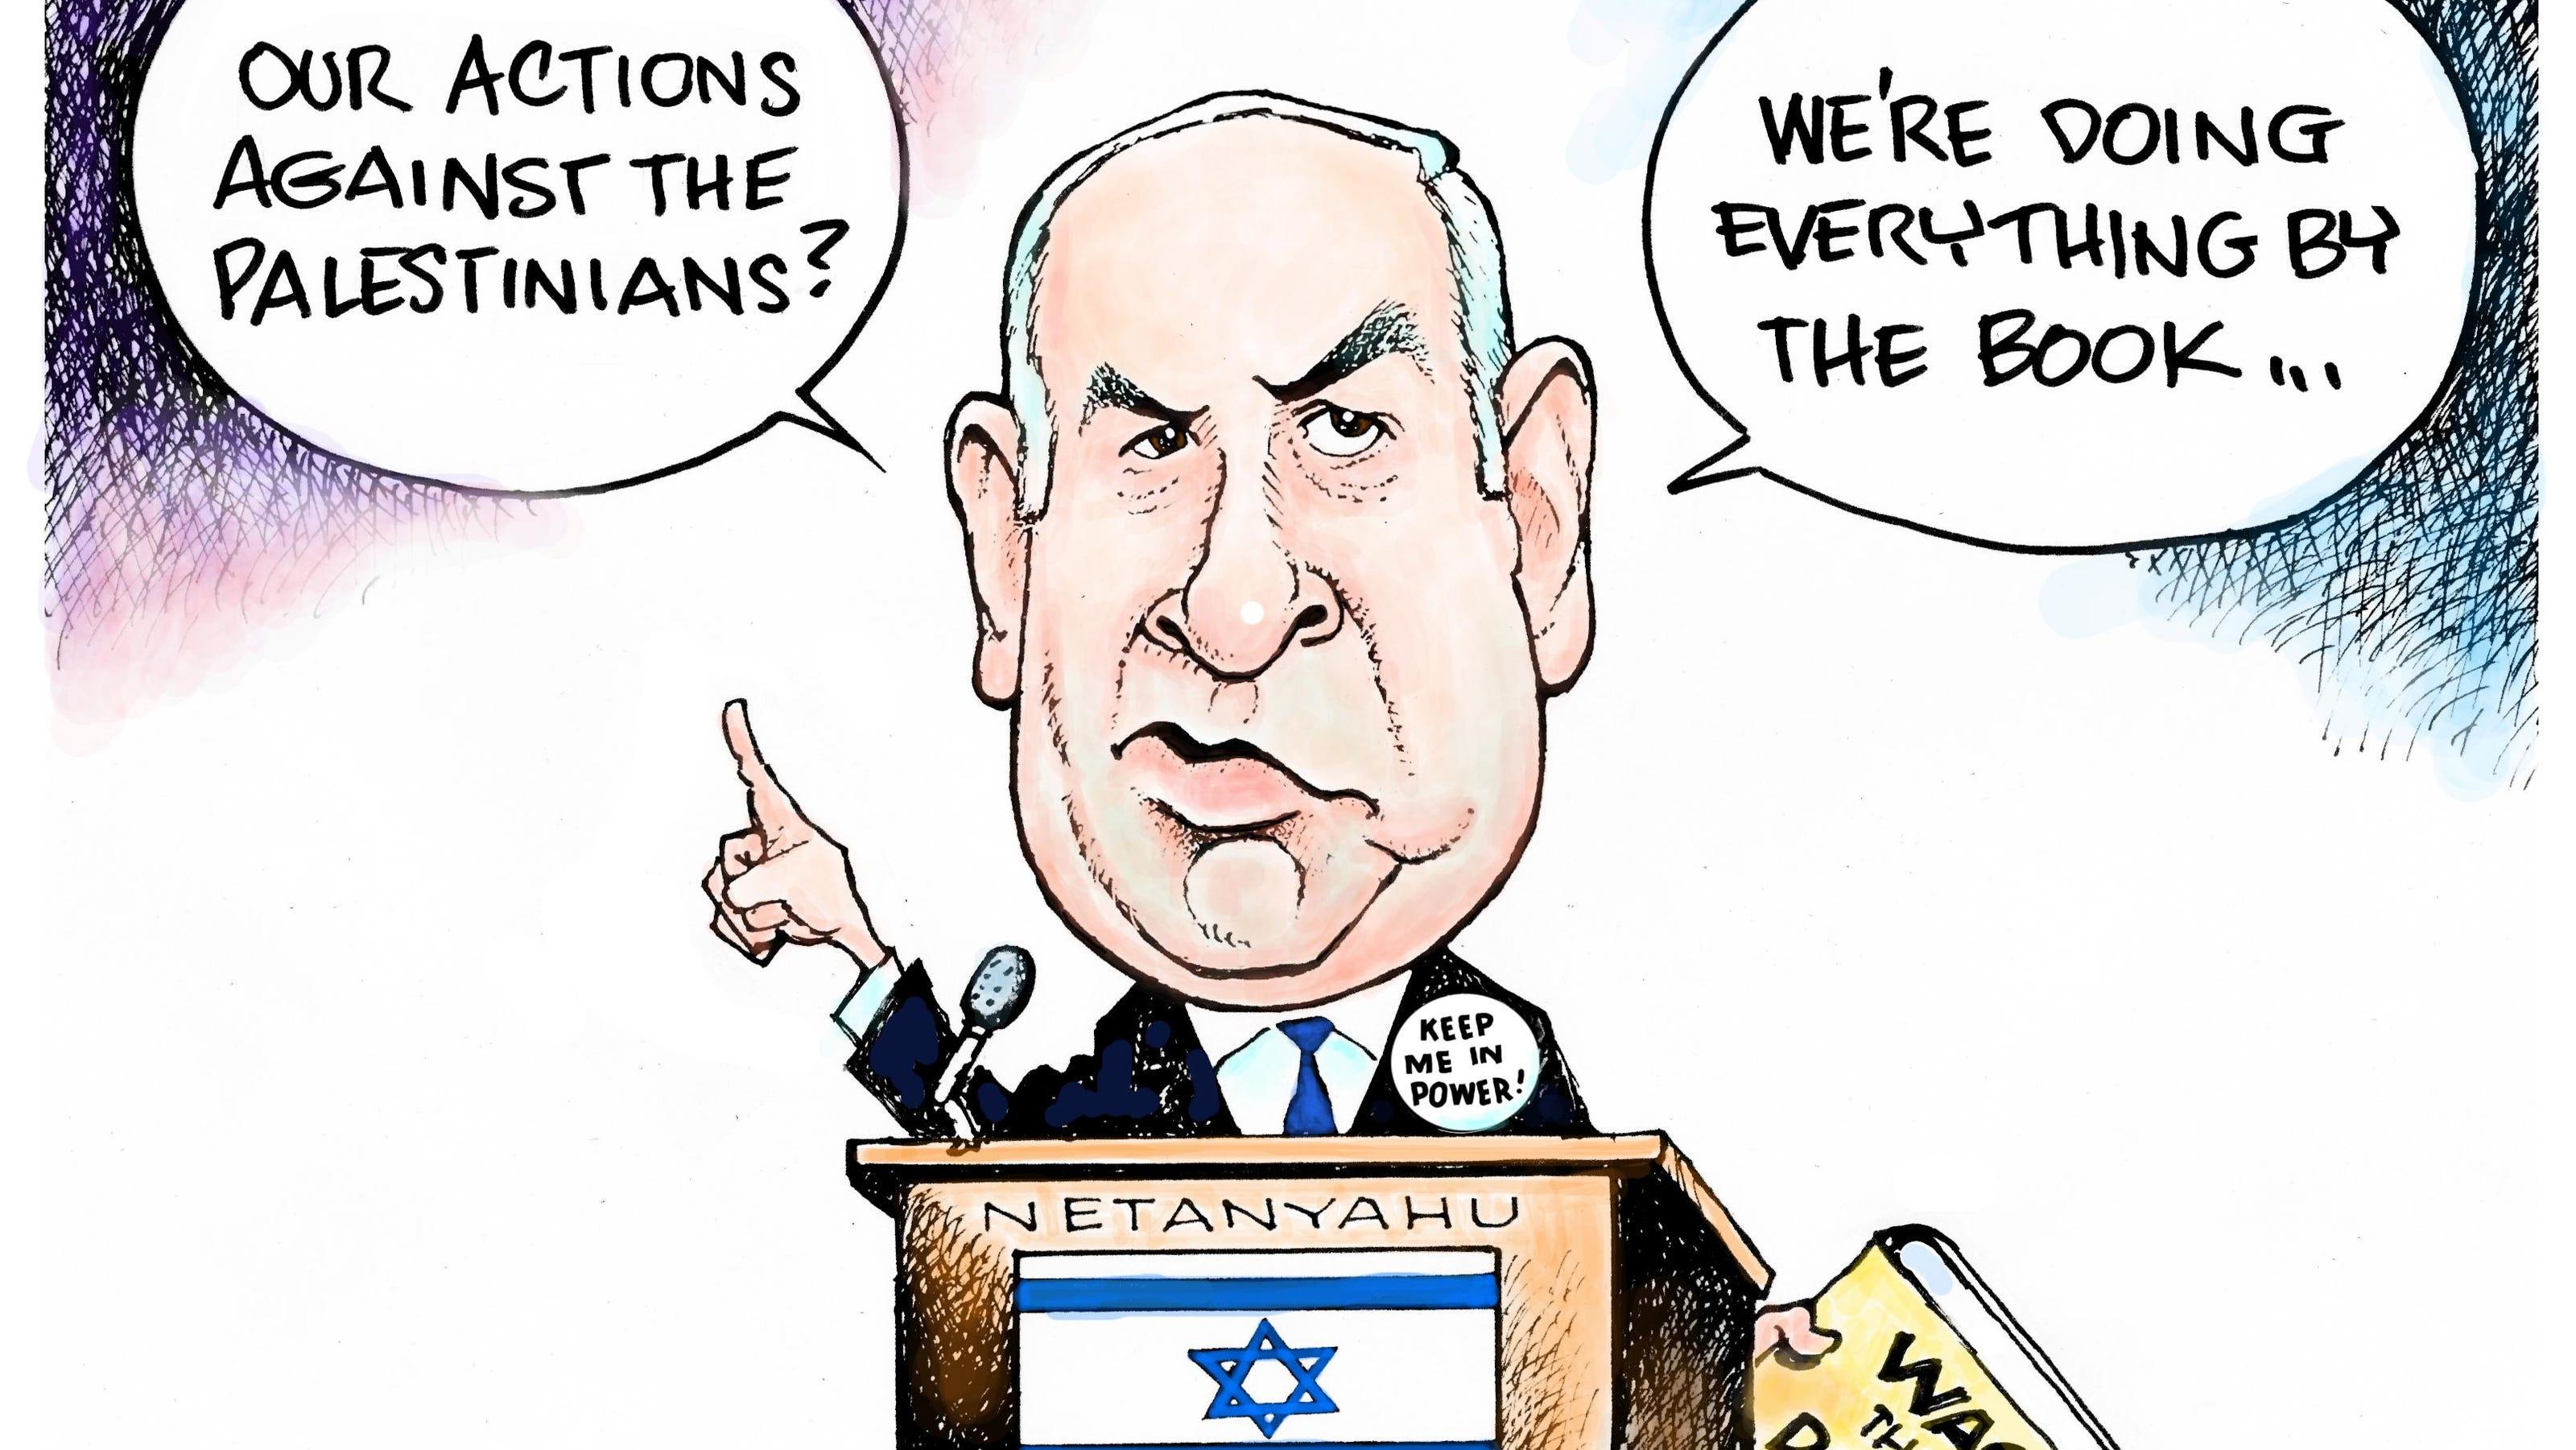 OUR ACTIONS
AGAINST THE
PALESTINIANS?
WE'RE DOING
EVERYTHING BY
THE BOOK...
KEEP
ME IN
POWER!
NETANYAHU